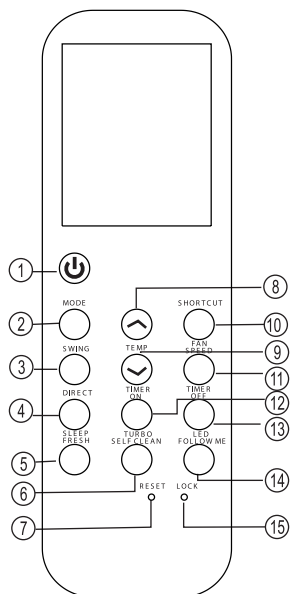 1
8
MODE
SHORTCUT
2
10
SWING
TEMP
FAN
SPEED
9
3
11
DIRECT
TIMER
ON
TIMER
OFF
12
4
13
SLEEP
FRESH
TURBO
SELF CLEAN
LED
FOLLOW ME
5
6
14
RESET
LOCK
7
15